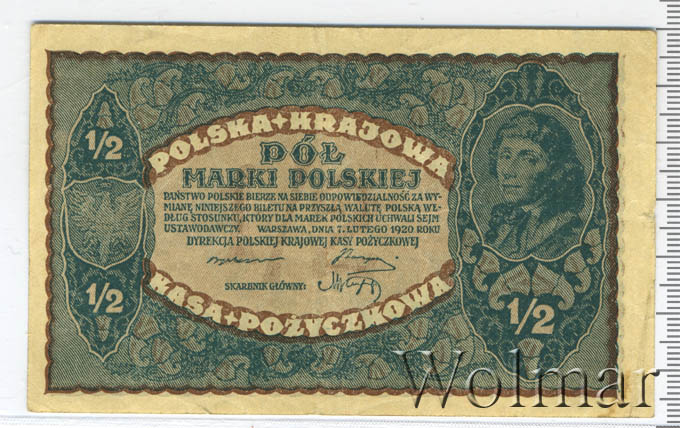 POLSKA + KRAJOWA
1/2
1/2
PÓŁ
MARKI POLSKIEJ
PAŃSTWO POLSKIE BIERZE NA SIEBIE ODPOWIEDZIALNOŚĆ ZA WY-
MIANĘ NINIEJSZEGO BILETU NA PRZYSZŁĄ WALUTĘ POLSKĄ WE-
DŁUG STOSUNKU, KTÓRY DLA MAREK POLSKICH UCHWALI SEJM
USTAWODAWCZY. WARSZAWA, DNIA 7. LUTEGO 1920 ROKU
DYREKCJA POLSKIEJ KRAJOWEJ KASY POŻYCZKOWEJ
SKARBNIK GŁÓWNY:
1/2
1/2
KASA + POŻYCZKOWA
Wolmar